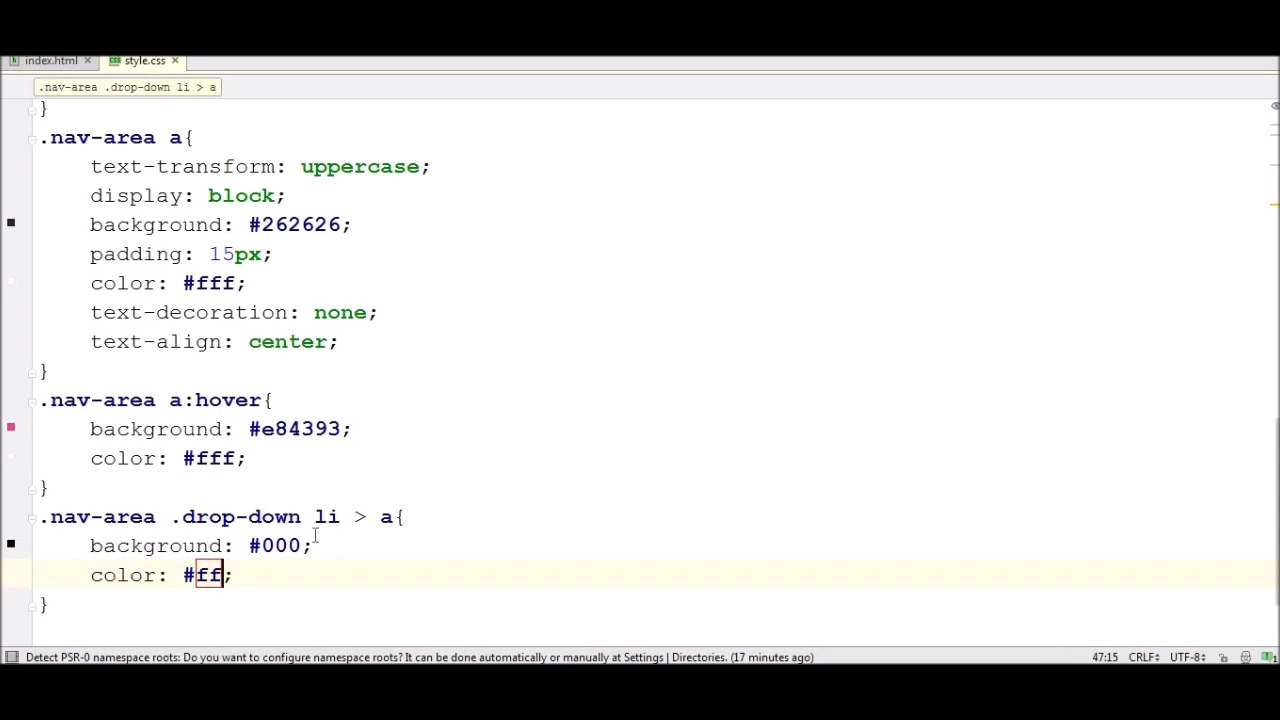 index.html
style.css
.nav-area .drop-down li > a
}
.nav-area a{
text-transform: uppercase;
display: block;
background: #262626;
padding: 15px;
color: #fff;
text-decoration: none;
text-align: center;
}
.nav-area a:hover{
background: #e84393;
color: #fff;
}
.nav-area .drop-down li > a{
background: #000;
color: #ff;
}
Detect PSR-0 namespace roots: Do you want to configure namespace roots? It can be done automatically or manually at Settings | Directories. (17 minutes ago)
47:15 CRLF UTF-8